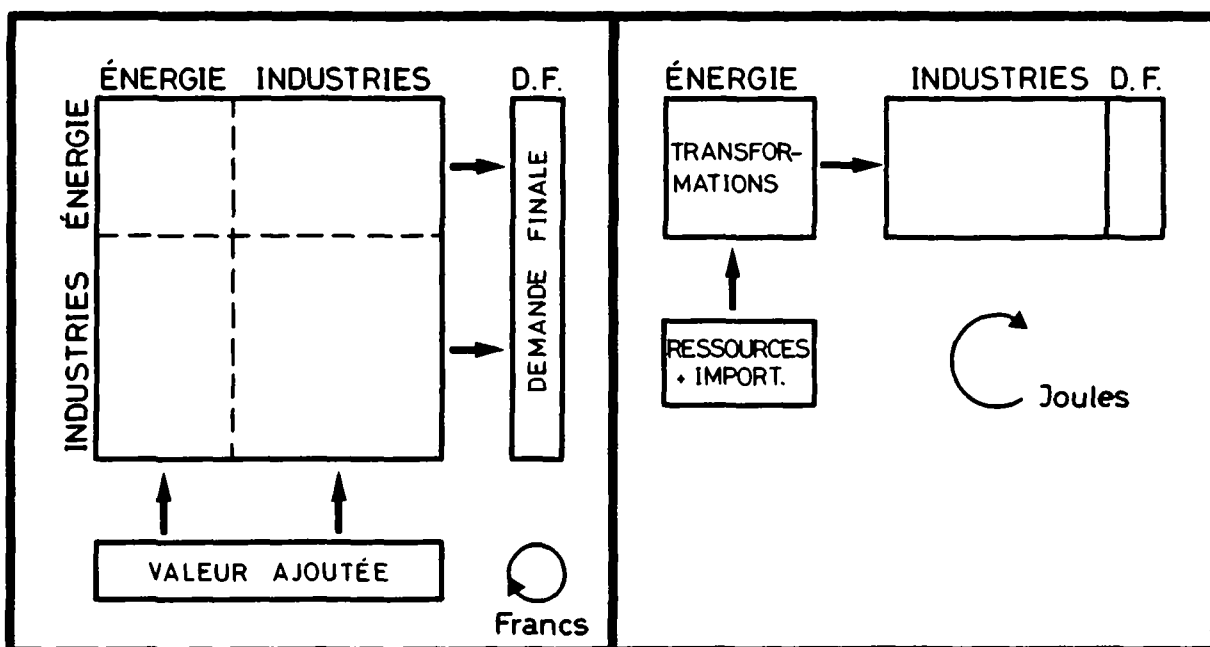 ÉNERGIE INDUSTRIES D.F.
ÉNERGIE
INDUSTRIES
DEMANDE FINALE
VALEUR AJOUTÉE
Francs
ÉNERGIE INDUSTRIES D.F.
TRANSFOR-
MATIONS
RESSOURCES
+ IMPORT.
Joules